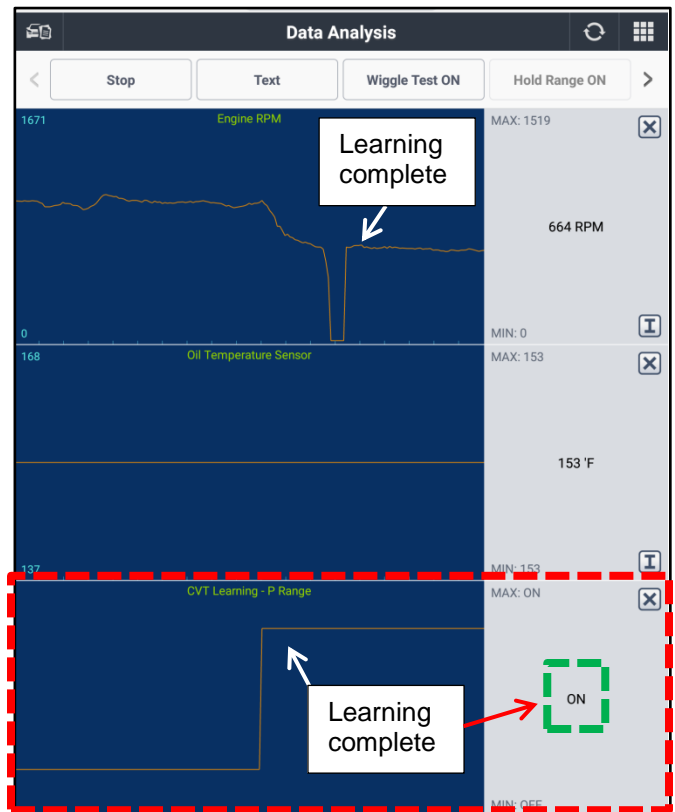 Data Analysis
Stop
Text
Wiggle Test ON
Hold Range ON
1671
Engine RPM
MAX: 1519
Learning
complete
664 RPM
0
MIN: 0
168
Oil Temperature Sensor
MAX: 153
153 'F
137
MIN: 153
CVT Learning - P Range
MAX: ON
ON
Learning
complete
MIN: OFF